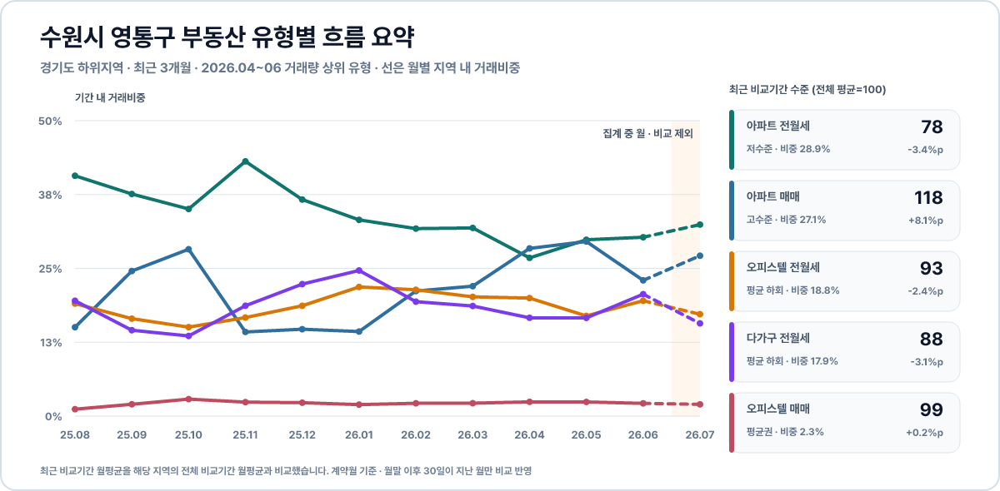 수원시 영통구 부동산 유형별 흐름 요약
경기도 하위지역 · 최근 3개월 · 2026.04~06 거래량 상위 유형 · 선은 월별 지역 내 거래비중
기간 내 거래비중
50%
38%
25%
13%
0%
집계 중 월 · 비교 제외
25.08 25.09 25.10 25.11 25.12 26.01 26.02 26.03 26.04 26.05 26.06 26.07
최근 비교기간 수준 (전체 평균=100)
아파트 전월세 78
저수준 · 비중 28.9% -3.4%p
아파트 매매 118
고수준 · 비중 27.1% +8.1%p
오피스텔 전월세 93
평균 하회 · 비중 18.8% -2.4%p
다가구 전월세 88
평균 하회 · 비중 17.9% -3.1%p
오피스텔 매매 99
평균권 · 비중 2.3% +0.2%p
최근 비교기간 월평균을 해당 지역의 전체 비교기간 월평균과 비교했습니다. 계약월 기준 · 월말 이후 30일이 지난 월만 비교 반영